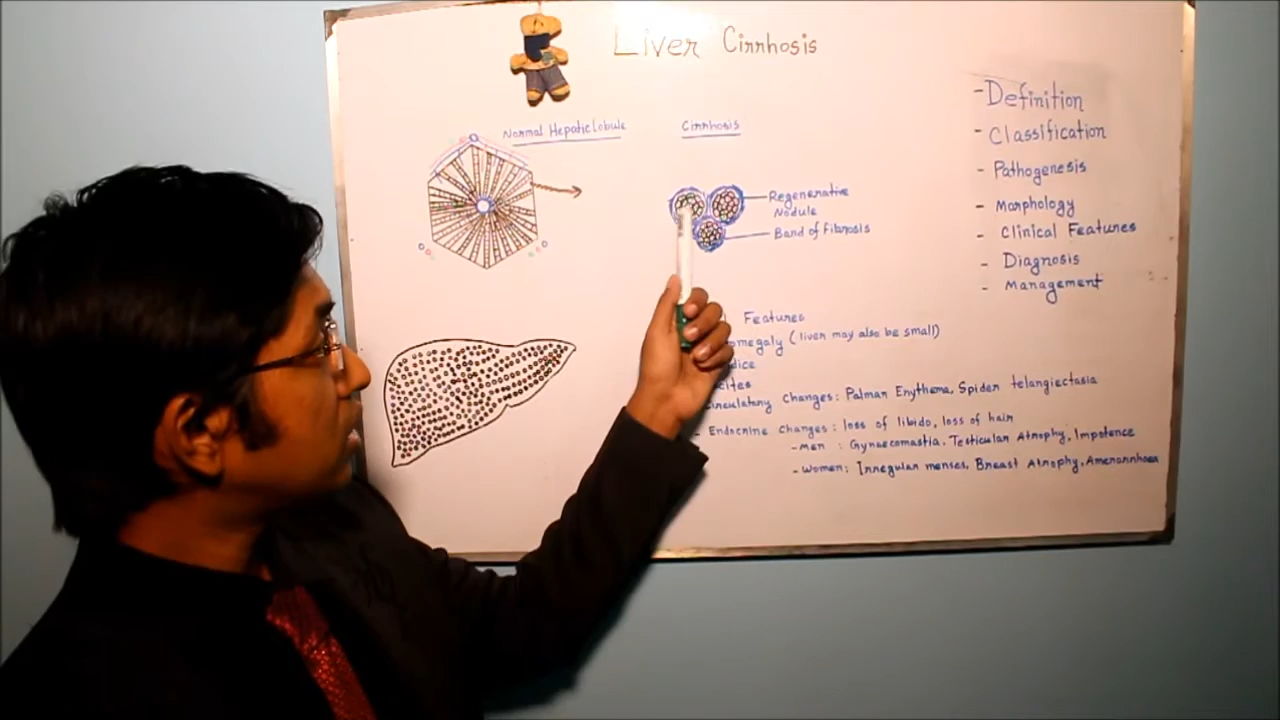 Liver Cirrhosis
Normal Hepatic Lobule
Cirrhosis
Regenerative
Nodule
Band of Fibrosis
- Definition
- Classification
- Pathogenesis
- Morphology
- Clinical Features
- Diagnosis
- Management
Features
omegaly (liver may also be small)
dice
cites
Circulatory changes: Palmar Erythema, Spider telangiectasia
- Endocrine changes: loss of libido, loss of hair
- men : Gynaecomastia, Testicular Atrophy, Impotence
- women: Irregular menses, Breast Atrophy, Amenorrhoea